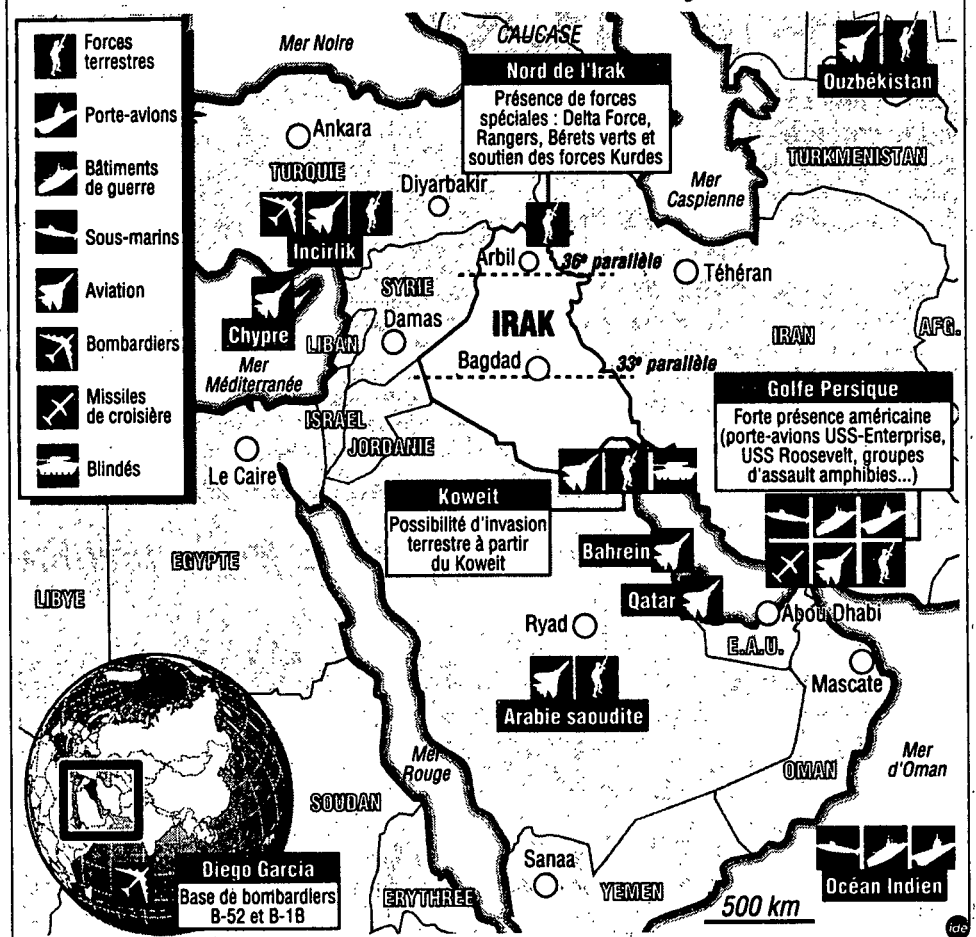 Forces
terrestres
Porte-avions
Bâtiments
de guerre
Sous-marins
Aviation
Bombardiers
Missiles
de croisière
Blindés
Mer Noire
CAUCASE
Nord de l'Irak
Présence de forces
spéciales : Delta Force,
Rangers, Bérets verts et
soutien des forces Kurdes
Ouzbékistan
TURKMENISTAN
Ankara
TURQUIE
Diyarbakir
Mer
Caspienne
Incirlik
Arbil
36e parallèle
Téhéran
SYRIE
Chypre
LIBAN
Damas
IRAK
IRAN
AFG.
Bagdad
33e parallèle
Mer
Méditerranée
ISRAEL
JORDANIE
Le Caire
Golfe Persique
Forte présence américaine
(porte-avions USS-Enterprise,
USS Roosevelt, groupes
d'assault amphibies...)
Koweit
Possibilité d'invasion
terrestre à partir
du Koweit
EGYPTE
LIBYE
Bahrein
Qatar
Abou Dhabi
E.A.U.
Ryad
Mascate
Arabie saoudite
Mer
Rouge
OMAN
Mer
d'Oman
SOUDAN
Diego Garcia
Base de bombardiers
B-52 et B-1B
ERYTHREE
Sanaa
YEMEN
Océan Indien
500 km
ide